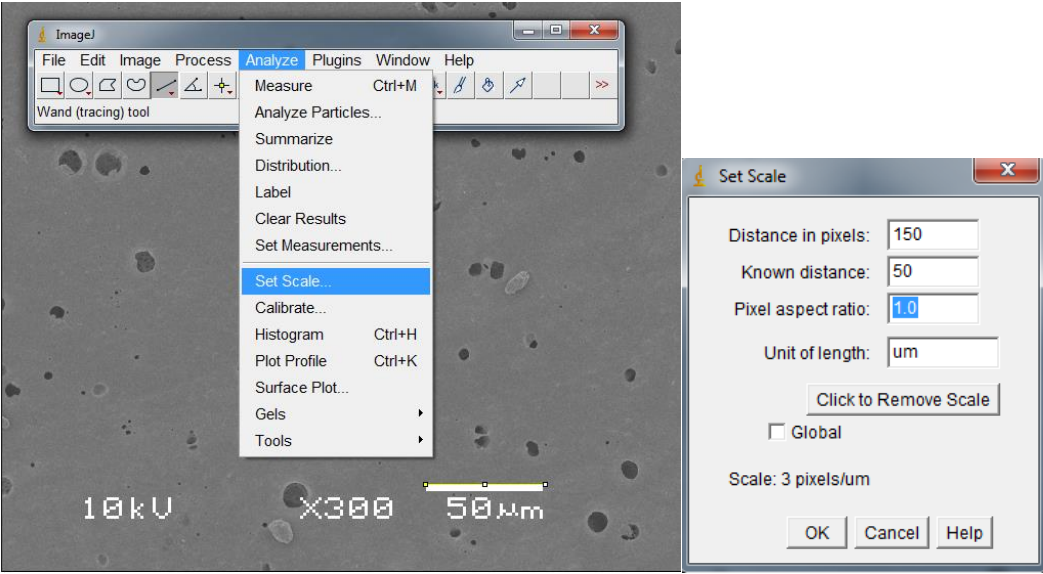 ImageJ
File Edit Image Process Analyze Plugins Window Help
>>
Wand (tracing) tool
Measure Ctrl+M
Analyze Particles...
Summarize
Distribution...
Label
Clear Results
Set Measurements...
Set Scale...
Calibrate...
Histogram Ctrl+H
Plot Profile Ctrl+K
Surface Plot...
Gels
Tools
10kV X300 50µm
Set Scale
Distance in pixels: 150
Known distance: 50
Pixel aspect ratio: 1.0
Unit of length: um
Click to Remove Scale
Global
Scale: 3 pixels/um
OK Cancel Help